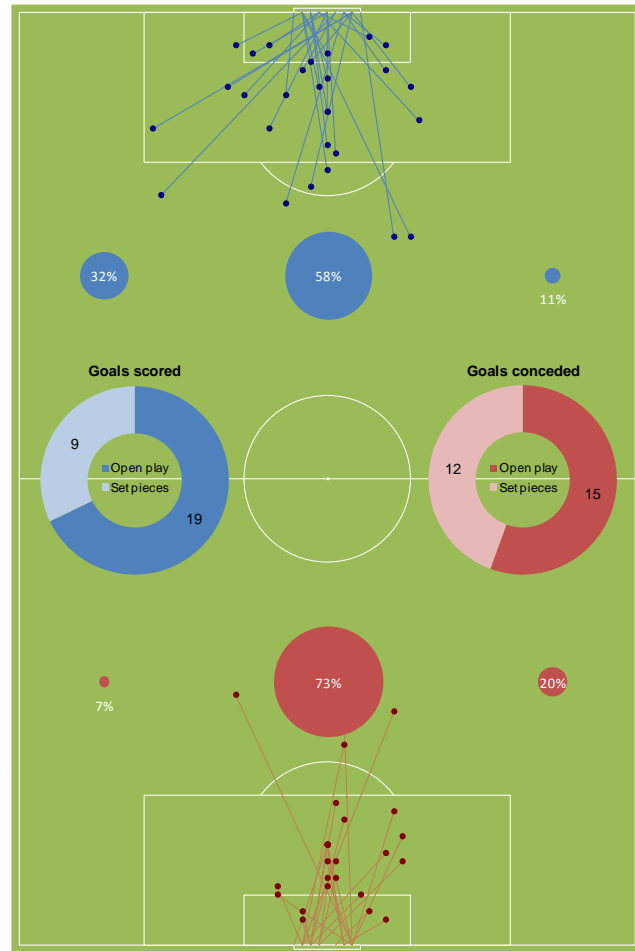 32%
58%
11%
Goals scored
Goals conceded
9
Open play
Set pieces
19
12
Open play
Set pieces
15
73%
20%
7%